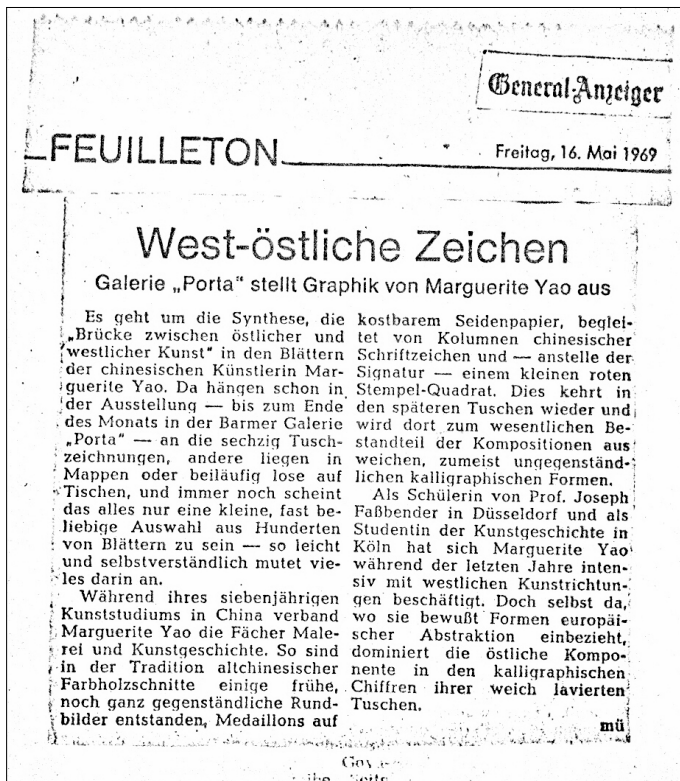 General-Anzeiger
FEUILLETON
Freitag, 16. Mai 1969
West-östliche Zeichen
Galerie „Porta" stellt Graphik von Marguerite Yao aus
Es geht um die Synthese, die
„Brücke zwischen östlicher und
westlicher Kunst" in den Blättern
der chinesischen Künstlerin Mar-
guerite Yao. Da hängen schon in
der Ausstellung — bis zum Ende
des Monats in der Barmer Galerie
„Porta" — an die sechzig Tusch-
zeichnungen, andere liegen in
Mappen oder beiläufig lose auf
Tischen, und immer noch scheint
das alles nur eine kleine, fast be-
liebige Auswahl aus Hunderten
von Blättern zu sein — so leicht
und selbstverständlich mutet vie-
les darin an.
Während ihres siebenjährigen
Kunststudiums in China verband
Marguerite Yao die Fächer Male-
rei und Kunstgeschichte. So sind
in der Tradition altchinesischer
Farbholzschnitte einige frühe,
noch ganz gegenständliche Rund-
bilder entstanden, Medaillons auf
kostbarem Seidenpapier, beglei-
tet von Kolumnen chinesischer
Schriftzeichen und — anstelle der
Signatur — einem kleinen roten
Stempel-Quadrat. Dies kehrt in
den späteren Tuschen wieder und
wird dort zum wesentlichen Be-
standteil der Kompositionen aus
weichen, zumeist ungegenständ-
lichen kalligraphischen Formen.
Als Schülerin von Prof. Joseph
Faßbender in Düsseldorf und als
Studentin der Kunstgeschichte in
Köln hat sich Marguerite Yao
während der letzten Jahre inten-
siv mit westlichen Kunstrichtun-
gen beschäftigt. Doch selbst da,
wo sie bewußt Formen europäi-
scher Abstraktion einbezieht,
dominiert die östliche Kompo-
nente in den kalligraphischen
Chiffren ihrer weich lavierten
Tuschen.
mü